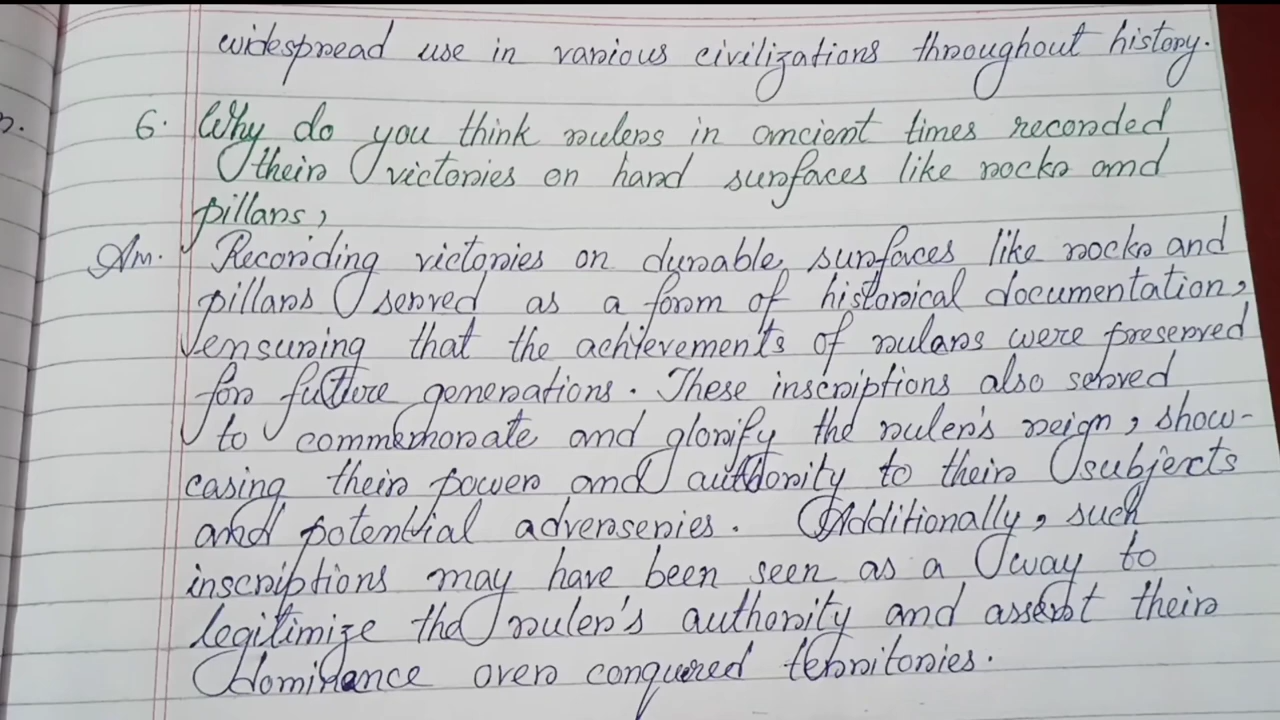 widespread use in various civilizations throughout history.
6. Why do you think rulers in ancient times recorded
their victories on hard surfaces like rocks and
pillars,
Ans. Recording victories on durable surfaces like rocks and
pillars served as a form of historical documentation,
ensuring that the achievements of rulars were preserved
for future generations. These inscriptions also served
to commemorate and glorify the ruler's reign, show-
casing their power and authority to their subjects
and potential adverseries. Additionally, such
inscriptions may have been seen as a way to
legitimize the ruler's authority and assert their
dominance over conquered territories.